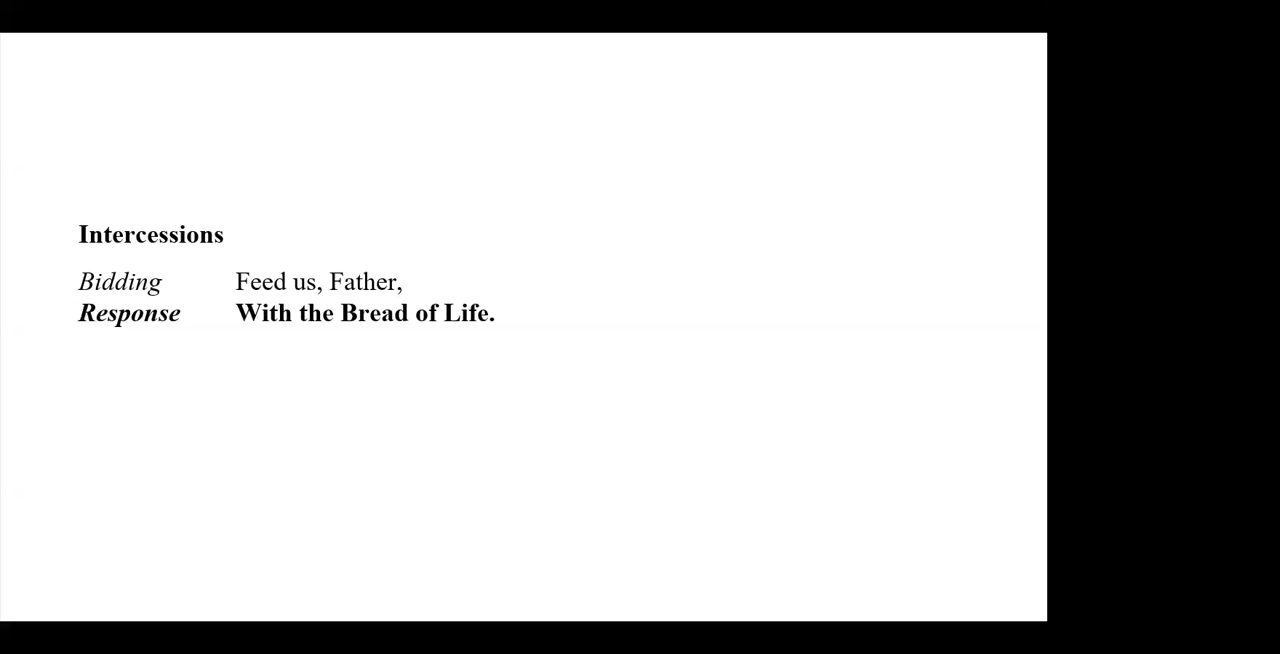 Intercessions
Bidding Feed us, Father,
Response With the Bread of Life.